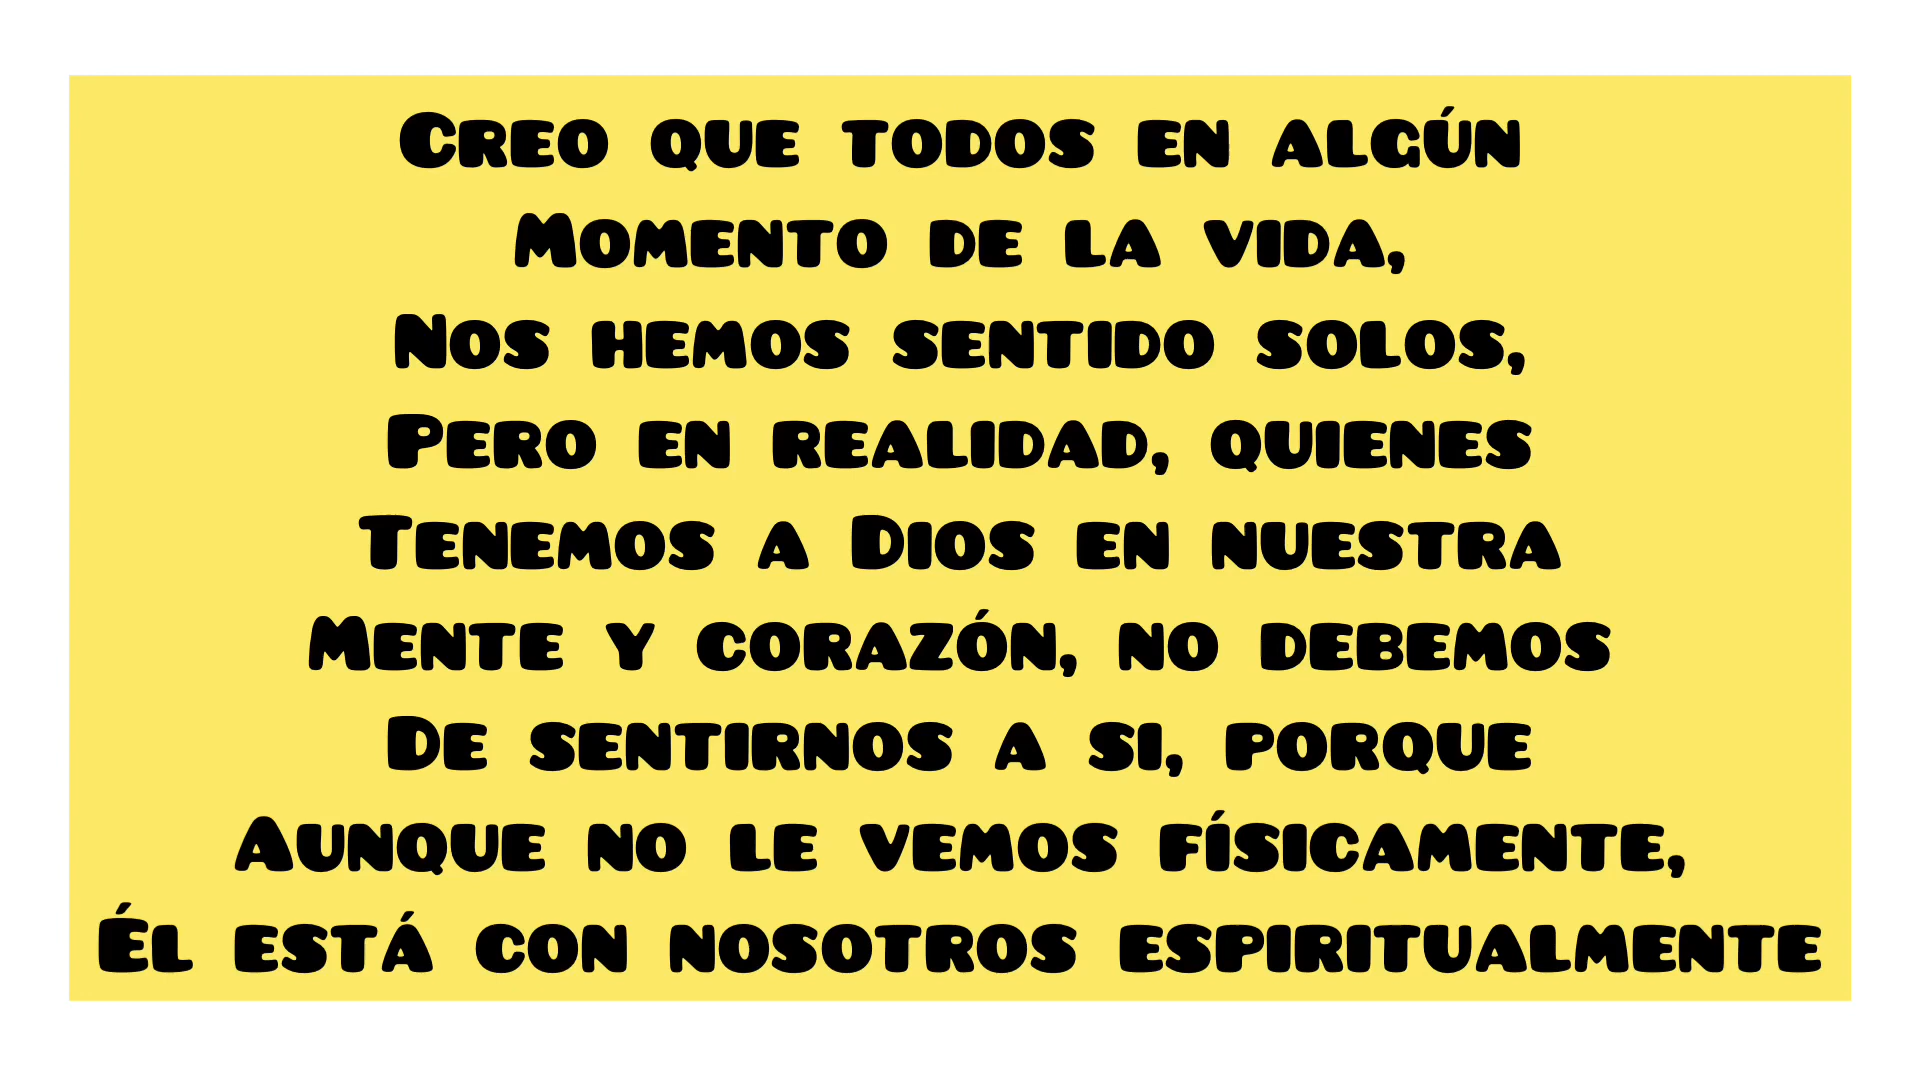 Creo que todos en algún
Momento de la vida,
Nos hemos sentido solos,
Pero en realidad, quienes
Tenemos a Dios en nuestra
Mente y corazón, no debemos
De sentirnos a si, porque
Aunque no le vemos físicamente,
Él está con nosotros espiritualmente